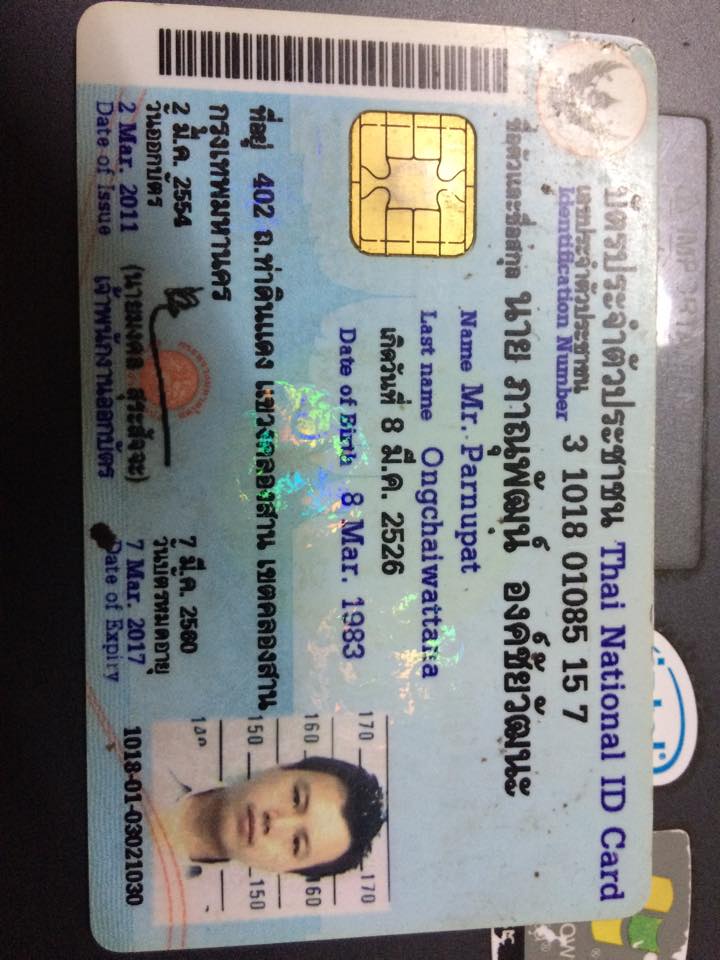 บัตรประจำตัวประชาชน Thai National ID Card
เลขประจำตัวประชาชน 3 1018 01085 15 7
Identification Number
ชื่อตัวและชื่อสกุล นาย ภาณุพัฒน์ องค์ชัยวัฒนะ
Name Mr. Parnupat
Last name Ongchaiwattana
เกิดวันที่ 8 มี.ค. 2526
Date of Birth 8 Mar. 1983
ที่อยู่ 402 ถ.ท่าดินแดง แขวงคลองสาน เขตคลองสาน
กรุงเทพมหานคร
2 มี.ค. 2554
วันออกบัตร
2 Mar. 2011
Date of Issue
เจ้าพนักงานออกบัตร
7 มี.ค. 2560
วันบัตรหมดอายุ
7 Mar. 2017
Date of Expiry
170 170
160 160
150 150
1018-01-03021030